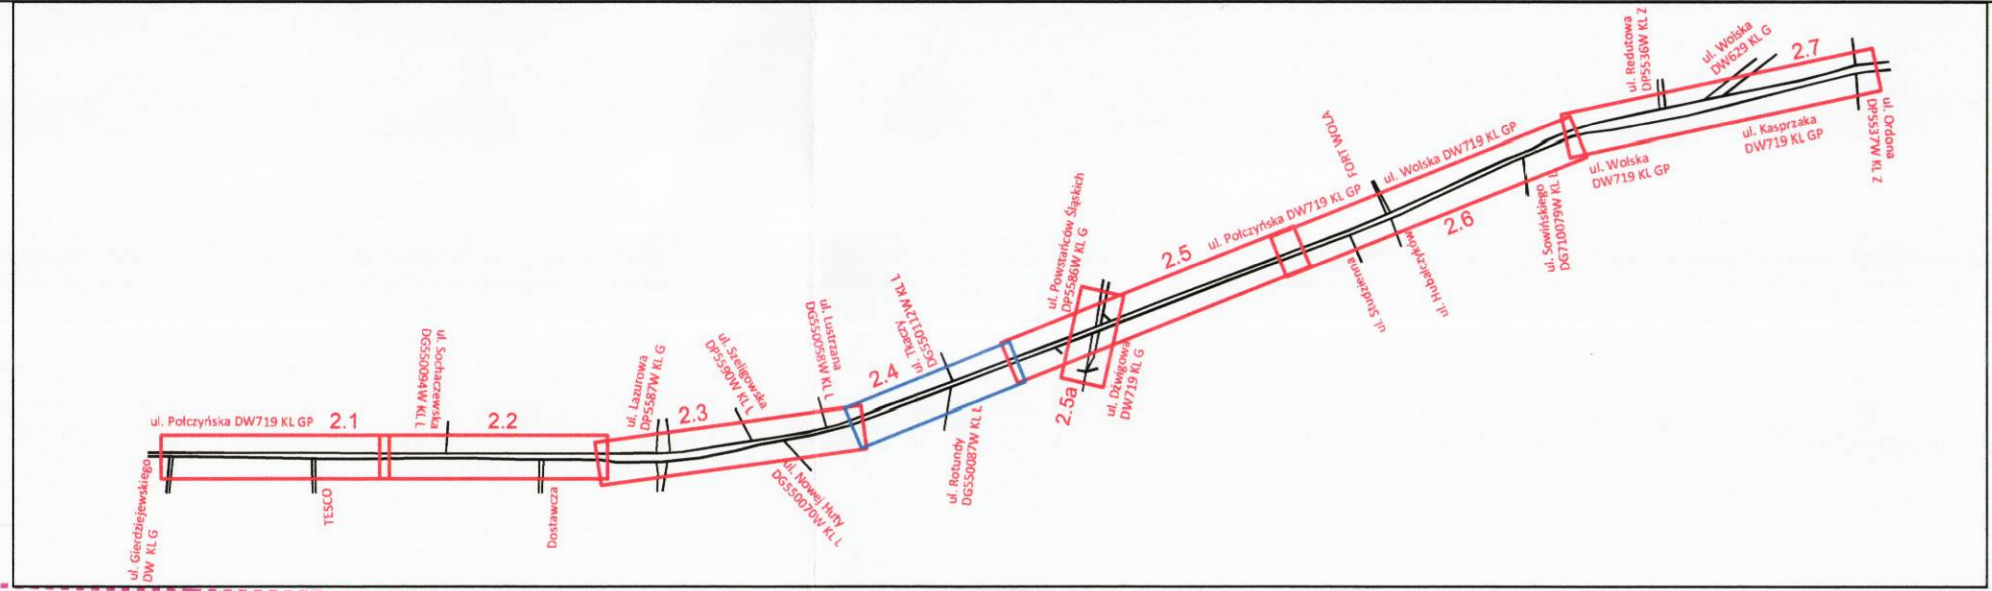 ul. Połczyńska DW719 KL GP
2.1
ul. Gierdziejewskiego
DW KL G
TESCO
ul. Sochaczewska
DG550094W KL L
2.2
Dostawcza
ul. Lazurowa
DP5587W KL G
2.3
ul. Szeligowska
DP5590W KL L
ul. Nowej Huty
DG550070W KL L
ul. Lustrzana
DG550058W KL L
2.4
ul. Tkaczy
DG550112W KL L
ul. Rotundy
DG550087W KL L
ul. Powstańców Śląskich
DP5586W KL G
2.5a
ul. Dźwigowa
DW719 KL G
2.5
ul. Połczyńska DW719 KL GP
FORT WOLA
ul. Wolska DW719 KL GP
ul. Studzienna
ul. Hubalczyków
2.6
ul. Sowińskiego
DG710079W KL
ul. Wolska
DW719 KL GP
ul. Redutowa
DP5536W KL Z
ul. Wolska
DW629 KL G
2.7
ul. Kasprzaka
DW719 KL GP
ul. Ordona
DP5537W KL Z